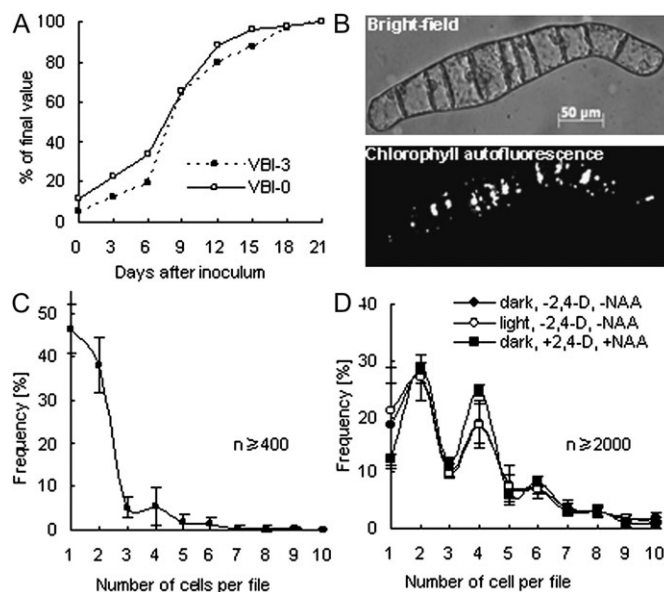 A
% of final value
100
80
60
40
20
0
VBI-3
VBI-0
0 3 6 9 12 15 18 21
Days after inoculum
B
Bright-field
50 µm
Chlorophyll autofluorescence
C
Frequency [%]
50
40
30
20
10
0
n⩾400
1 2 3 4 5 6 7 8 9 10
Number of cells per file
D
Frequency [%]
40
30
20
10
0
dark, -2,4-D, -NAA
light, -2,4-D, -NAA
dark, +2,4-D, +NAA
n⩾2000
1 2 3 4 5 6 7 8 9 10
Number of cell per file